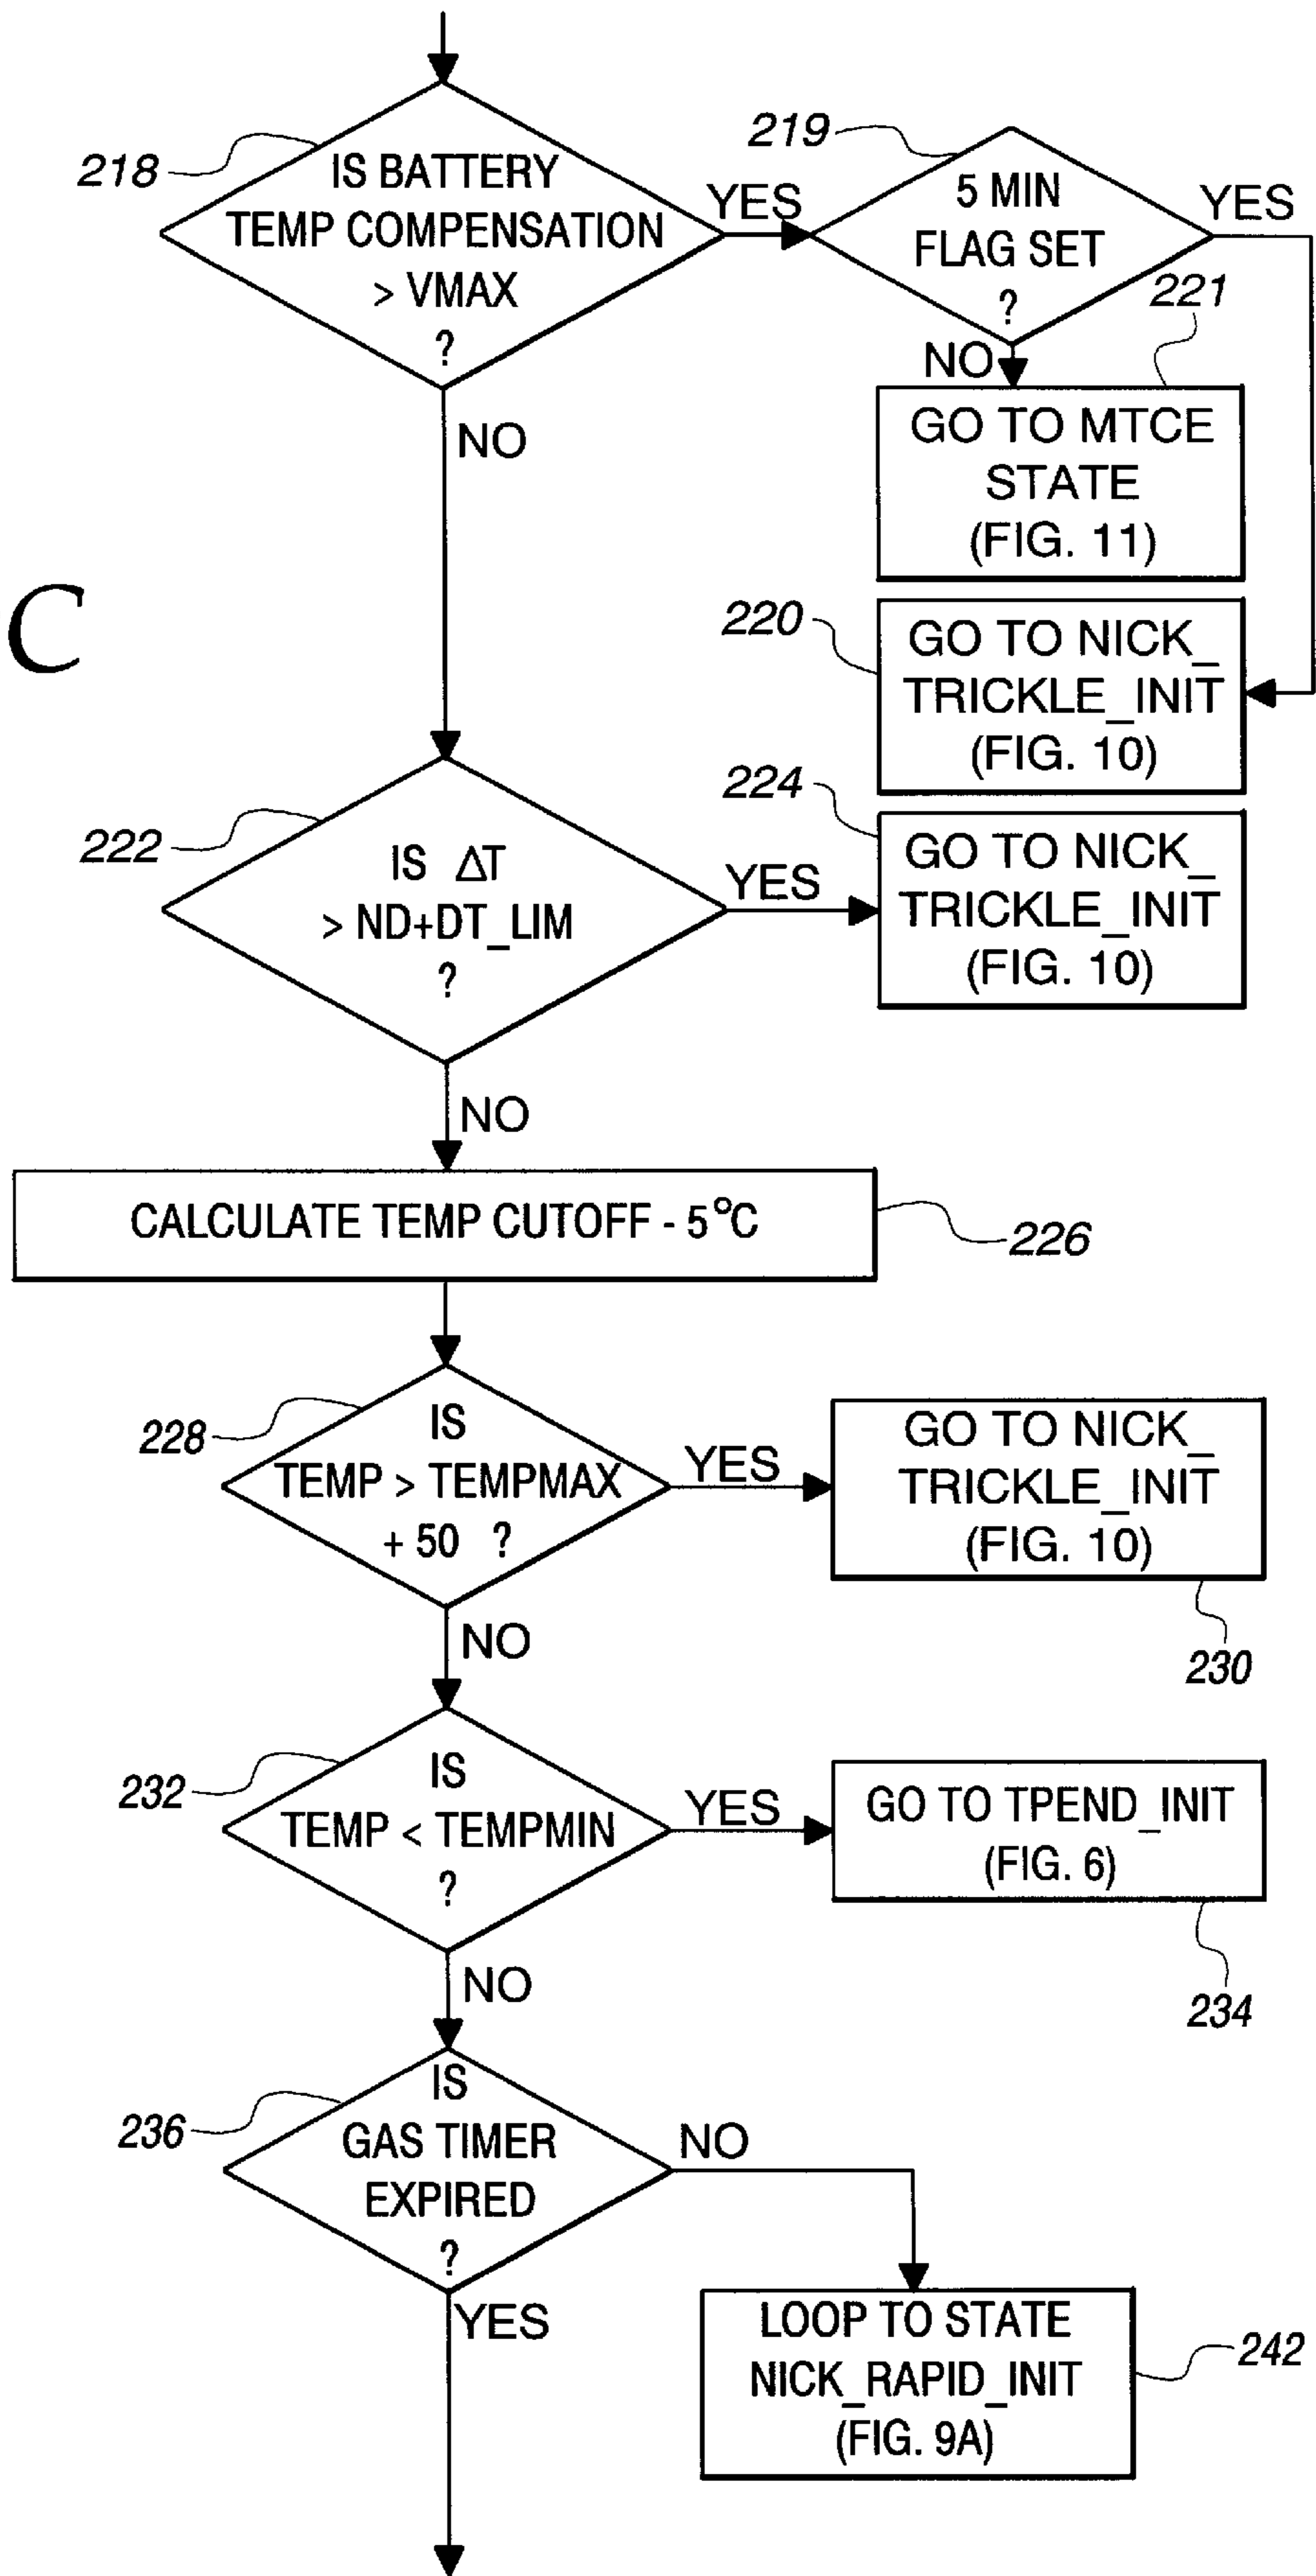 218
IS BATTERY
TEMP COMPENSATION
> VMAX
?
YES
219
5 MIN
FLAG SET
?
YES
221
NO
GO TO MTCE
STATE
(FIG. 11)
NO
C
220
GO TO NICK_
TRICKLE_INIT
(FIG. 10)
222
IS ΔT
> ND+DT_LIM
?
YES
224
GO TO NICK_
TRICKLE_INIT
(FIG. 10)
NO
CALCULATE TEMP CUTOFF - 5°C
226
228
IS
TEMP > TEMPMAX
+ 50 ?
YES
GO TO NICK_
TRICKLE_INIT
(FIG. 10)
230
NO
232
IS
TEMP < TEMPMIN
?
YES
GO TO TPEND_INIT
(FIG. 6)
234
NO
236
IS
GAS TIMER
EXPIRED
?
NO
YES
LOOP TO STATE
NICK_RAPID_INIT
(FIG. 9A)
242